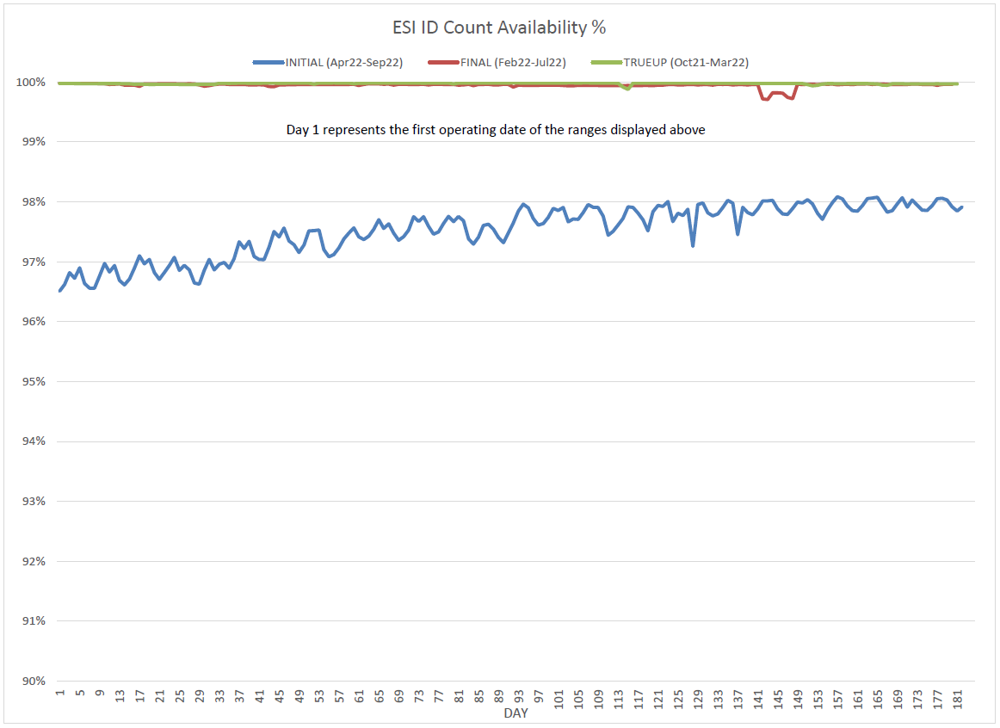 ESI ID Count Availability %
INITIAL (Apr22-Sep22) FINAL (Feb22-Jul22) TRUEUP (Oct21-Mar22)
100%
Day 1 represents the first operating date of the ranges displayed above
99%
98%
97%
96%
95%
94%
93%
92%
91%
90%
1 5 9 13 17 21 25 29 33 37 41 45 49 53 57 61 65 69 73 77 81 85 89 93 97 101 105 109 113 117 121 125 129 133 137 141 145 149 153 157 161 165 169 173 177 181
DAY